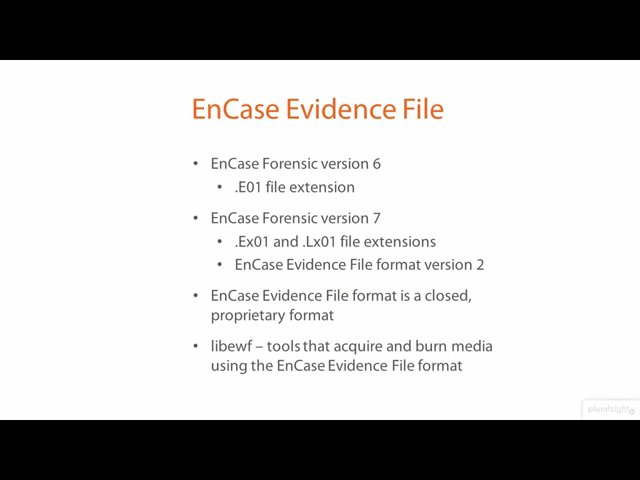 EnCase Evidence File
• EnCase Forensic version 6
• .E01 file extension
• EnCase Forensic version 7
• .Ex01 and .Lx01 file extensions
• EnCase Evidence File format version 2
• EnCase Evidence File format is a closed,
proprietary format
• libewf – tools that acquire and burn media
using the EnCase Evidence File format
pluralsight